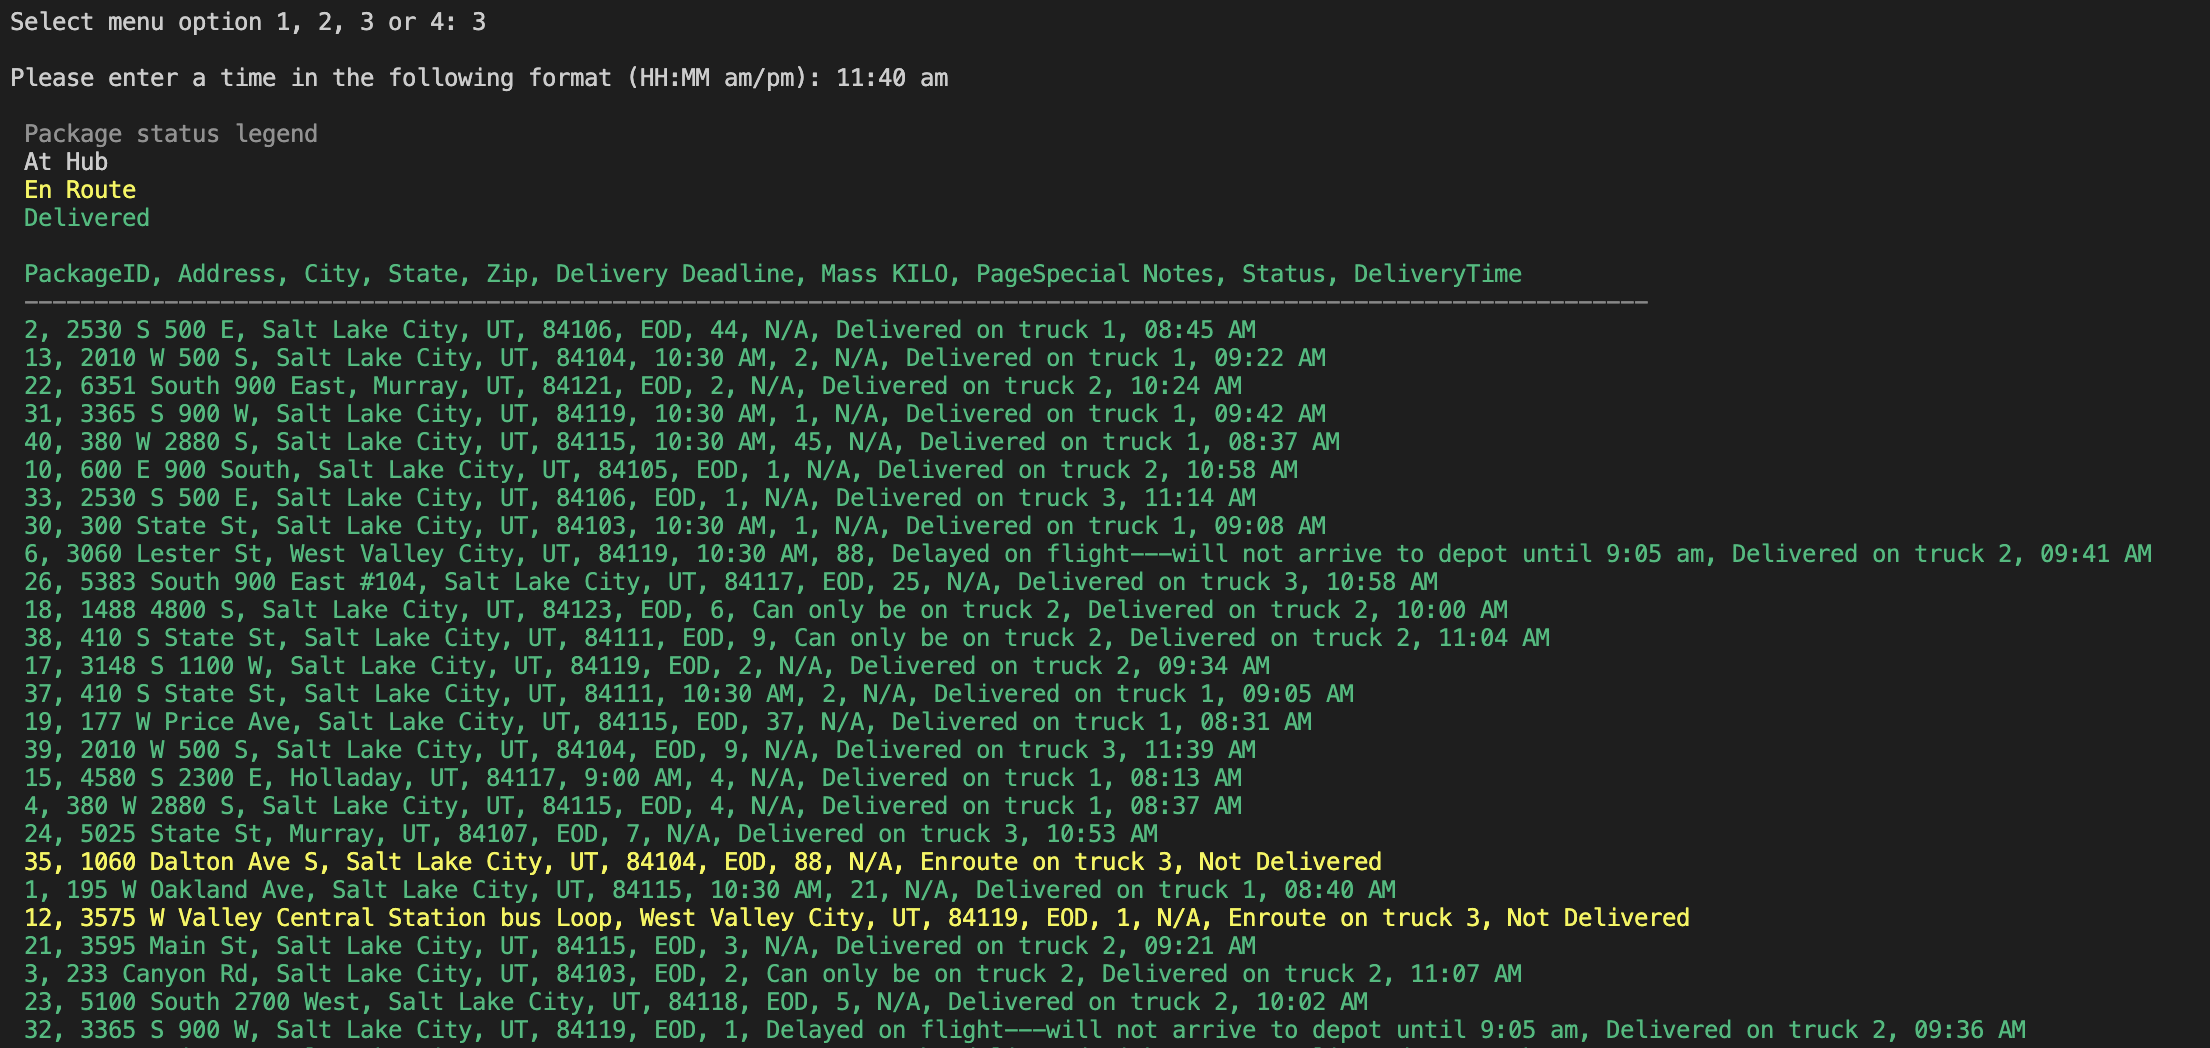 Select menu option 1, 2, 3 or 4: 3
Please enter a time in the following format (HH:MM am/pm): 11:40 am
Package status legend
At Hub
En Route
Delivered
PackageID, Address, City, State, Zip, Delivery Deadline, Mass KILO, PageSpecial Notes, Status, DeliveryTime
--------------------------------------------------------------------------------------------------------------------
2, 2530 S 500 E, Salt Lake City, UT, 84106, EOD, 44, N/A, Delivered on truck 1, 08:45 AM
13, 2010 W 500 S, Salt Lake City, UT, 84104, 10:30 AM, 2, N/A, Delivered on truck 1, 09:22 AM
22, 6351 South 900 East, Murray, UT, 84121, EOD, 2, N/A, Delivered on truck 2, 10:24 AM
31, 3365 S 900 W, Salt Lake City, UT, 84119, 10:30 AM, 1, N/A, Delivered on truck 1, 09:42 AM
40, 380 W 2880 S, Salt Lake City, UT, 84115, 10:30 AM, 45, N/A, Delivered on truck 1, 08:37 AM
10, 600 E 900 South, Salt Lake City, UT, 84105, EOD, 1, N/A, Delivered on truck 2, 10:58 AM
33, 2530 S 500 E, Salt Lake City, UT, 84106, EOD, 1, N/A, Delivered on truck 3, 11:14 AM
30, 300 State St, Salt Lake City, UT, 84103, 10:30 AM, 1, N/A, Delivered on truck 1, 09:08 AM
6, 3060 Lester St, West Valley City, UT, 84119, 10:30 AM, 88, Delayed on flight---will not arrive to depot until 9:05 am, Delivered on truck 2, 09:41 AM
26, 5383 South 900 East #104, Salt Lake City, UT, 84117, EOD, 25, N/A, Delivered on truck 3, 10:58 AM
18, 1488 4800 S, Salt Lake City, UT, 84123, EOD, 6, Can only be on truck 2, Delivered on truck 2, 10:00 AM
38, 410 S State St, Salt Lake City, UT, 84111, EOD, 9, Can only be on truck 2, Delivered on truck 2, 11:04 AM
17, 3148 S 1100 W, Salt Lake City, UT, 84119, EOD, 2, N/A, Delivered on truck 2, 09:34 AM
37, 410 S State St, Salt Lake City, UT, 84111, 10:30 AM, 2, N/A, Delivered on truck 1, 09:05 AM
19, 177 W Price Ave, Salt Lake City, UT, 84115, EOD, 37, N/A, Delivered on truck 1, 08:31 AM
39, 2010 W 500 S, Salt Lake City, UT, 84104, EOD, 9, N/A, Delivered on truck 3, 11:39 AM
15, 4580 S 2300 E, Holladay, UT, 84117, 9:00 AM, 4, N/A, Delivered on truck 1, 08:13 AM
4, 380 W 2880 S, Salt Lake City, UT, 84115, EOD, 4, N/A, Delivered on truck 1, 08:37 AM
24, 5025 State St, Murray, UT, 84107, EOD, 7, N/A, Delivered on truck 3, 10:53 AM
35, 1060 Dalton Ave S, Salt Lake City, UT, 84104, EOD, 88, N/A, Enroute on truck 3, Not Delivered
1, 195 W Oakland Ave, Salt Lake City, UT, 84115, 10:30 AM, 21, N/A, Delivered on truck 1, 08:40 AM
12, 3575 W Valley Central Station bus Loop, West Valley City, UT, 84119, EOD, 1, N/A, Enroute on truck 3, Not Delivered
21, 3595 Main St, Salt Lake City, UT, 84115, EOD, 3, N/A, Delivered on truck 2, 09:21 AM
3, 233 Canyon Rd, Salt Lake City, UT, 84103, EOD, 2, Can only be on truck 2, Delivered on truck 2, 11:07 AM
23, 5100 South 2700 West, Salt Lake City, UT, 84118, EOD, 5, N/A, Delivered on truck 2, 10:02 AM
32, 3365 S 900 W, Salt Lake City, UT, 84119, EOD, 1, Delayed on flight---will not arrive to depot until 9:05 am, Delivered on truck 2, 09:36 AM